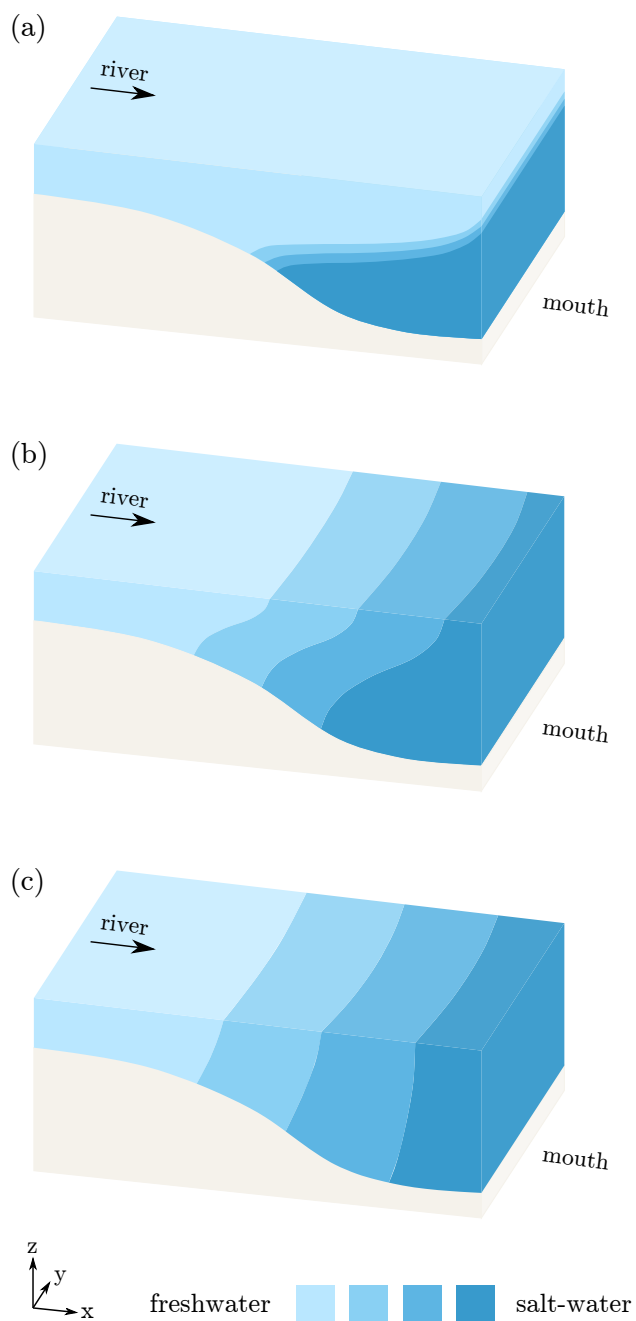 (a)
river
mouth
(b)
river
mouth
(c)
river
mouth
z
y
x
freshwater
salt-water